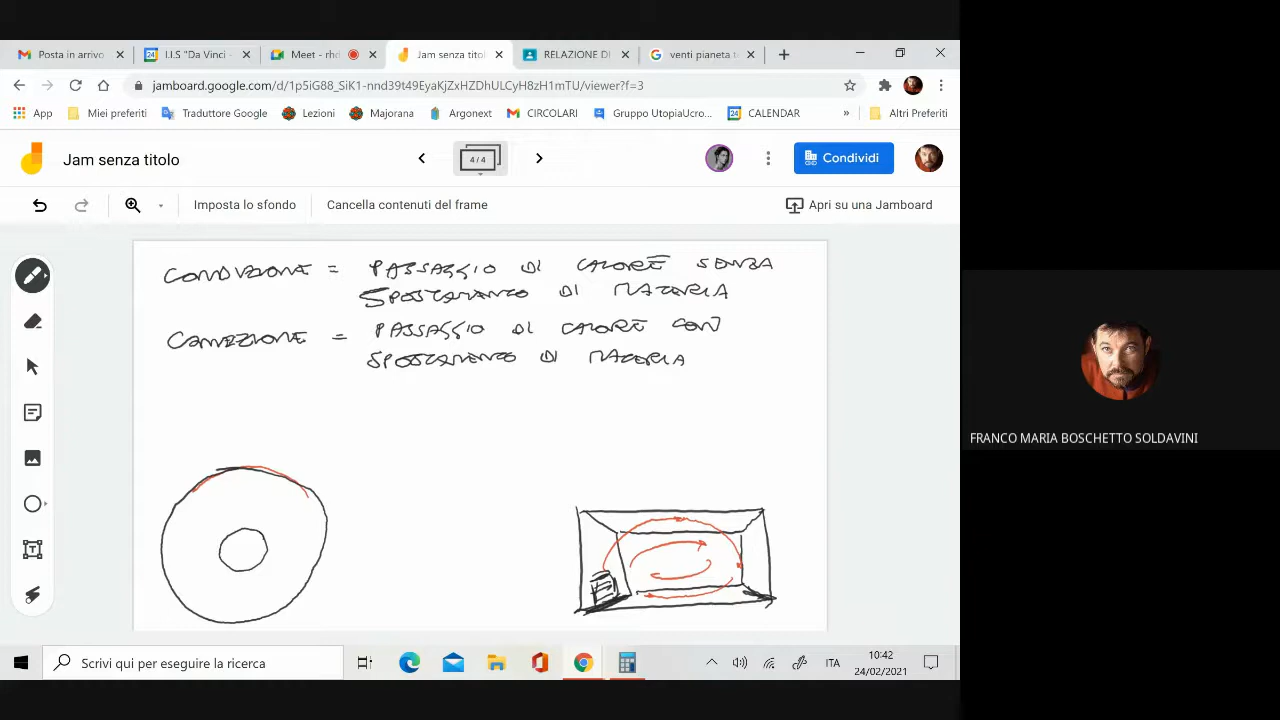 Posta in arrivo
I.I.S "Da Vinci -
Meet - rhd
Jam senza titol
RELAZIONE DI
venti pianeta t
jamboard.google.com/d/1p5iG88_SiK1-nnd39t49EyaKjZxHZDhULCyH8zH1mTU/viewer?f=3
App
Miei preferiti
Traduttore Google
Lezioni
Majorana
Argonext
CIRCOLARI
Gruppo UtopiaUcro...
CALENDAR
»
Altri Preferiti
Jam senza titolo
4 / 4
Condividi
Imposta lo sfondo
Cancella contenuti del frame
Apri su una Jamboard
CONDUZIONE = PASSAGGIO DI CALORE SENZA
SPOSTAMENTO DI MATERIA
CONVEZIONE = PASSAGGIO DI CALORE CON
SPOSTAMENTO DI MATERIA
FRANCO MARIA BOSCHETTO SOLDAVINI
Scrivi qui per eseguire la ricerca
ITA
10:42
24/02/2021